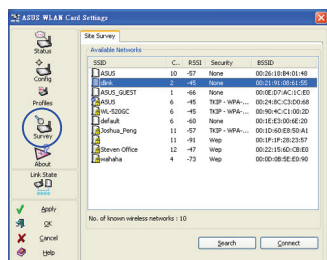 ASUS WLAN Card Settings
Status
Config
Profiles
Survey
About
Link State
Apply
OK
Cancel
Help
Site Survey
Available Networks
SSID C... RSSI Security BSSID
ASUS 10 -57 None 00:26:18:B4:01:48
dlink 2 -45 None 00:21:91:08:61:55
ASUS_GUEST 1 -66 None 00:0E:D7:AC:1C:E0
ASUS 6 -45 TKIP - WPA-... 00:24:8C:C3:D0:68
WL-520GC 6 -45 TKIP - WPA-... 00:90:4C:C1:00:2D
default 6 -60 None 00:1E:E3:00:6E:20
Joshua_Peng 11 -57 TKIP - WPA-... 00:1D:60:E8:50:A1
11 -91 Wep 00:1F:1F:28:23:57
Steven Office 12 -47 Wep 00:22:15:6D:CB:E0
wahaha 4 -73 Wep 00:0D:0B:5E:ED:90
No. of known wireless networks : 10
Search
Connect